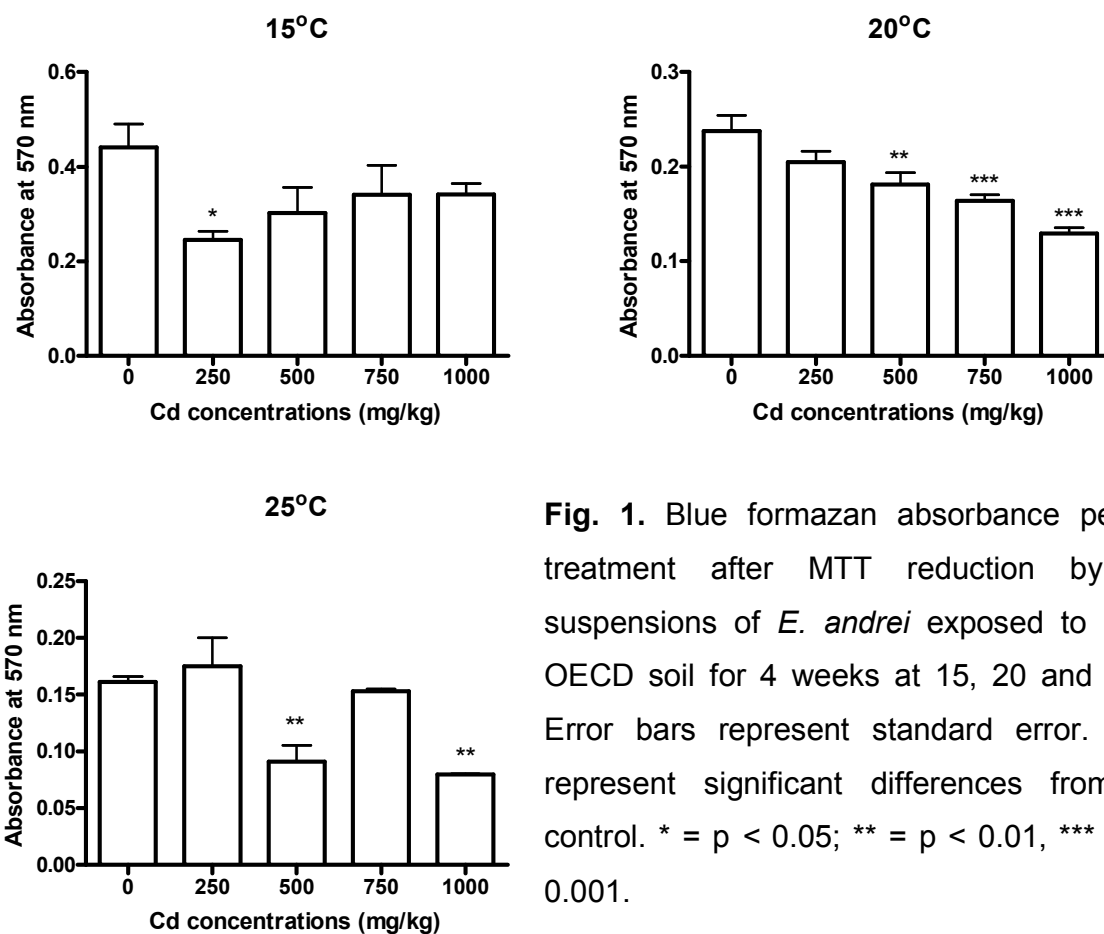 15°C
0.6
0.4
0.2
0.0
Absorbance at 570 nm
*
0 250 500 750 1000
Cd concentrations (mg/kg)
20°C
0.3
0.2
0.1
0.0
Absorbance at 570 nm
**
***
***
0 250 500 750 1000
Cd concentrations (mg/kg)
25°C
0.25
0.20
0.15
0.10
0.05
0.00
Absorbance at 570 nm
**
**
0 250 500 750 1000
Cd concentrations (mg/kg)
Fig. 1. Blue formazan absorbance pe
treatment after MTT reduction by
suspensions of E. andrei exposed to
OECD soil for 4 weeks at 15, 20 and
Error bars represent standard error.
represent significant differences from
control. * = p < 0.05; ** = p < 0.01, ***
0.001.